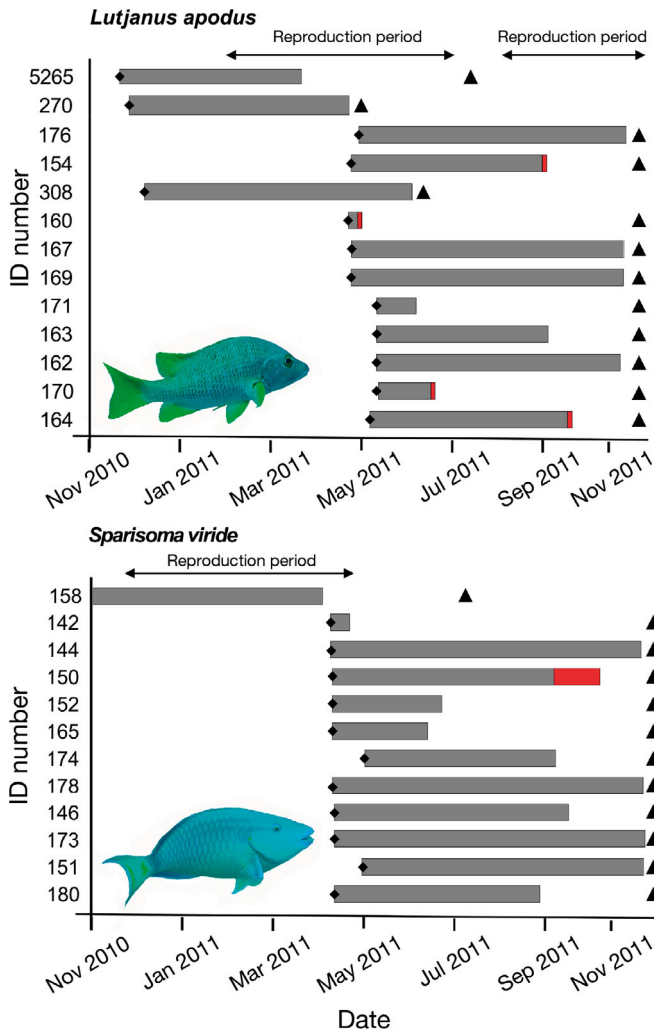 Lutjanus apodus
Reproduction period Reproduction period
ID number
5265
270
176
154
308
160
167
169
171
163
162
170
164
Nov 2010 Jan 2011 Mar 2011 May 2011 Jul 2011 Sep 2011 Nov 2011
Sparisoma viride
Reproduction period
ID number
158
142
144
150
152
165
174
178
146
173
151
180
Nov 2010 Jan 2011 Mar 2011 May 2011 Jul 2011 Sep 2011 Nov 2011
Date